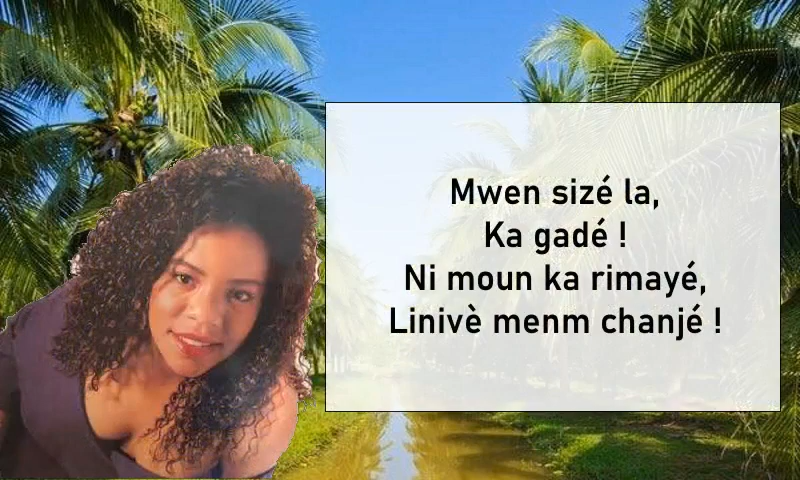 Mwen sizé la,
Ka gadé !
Ni moun ka rimayé,
Linivè menm chanjé !